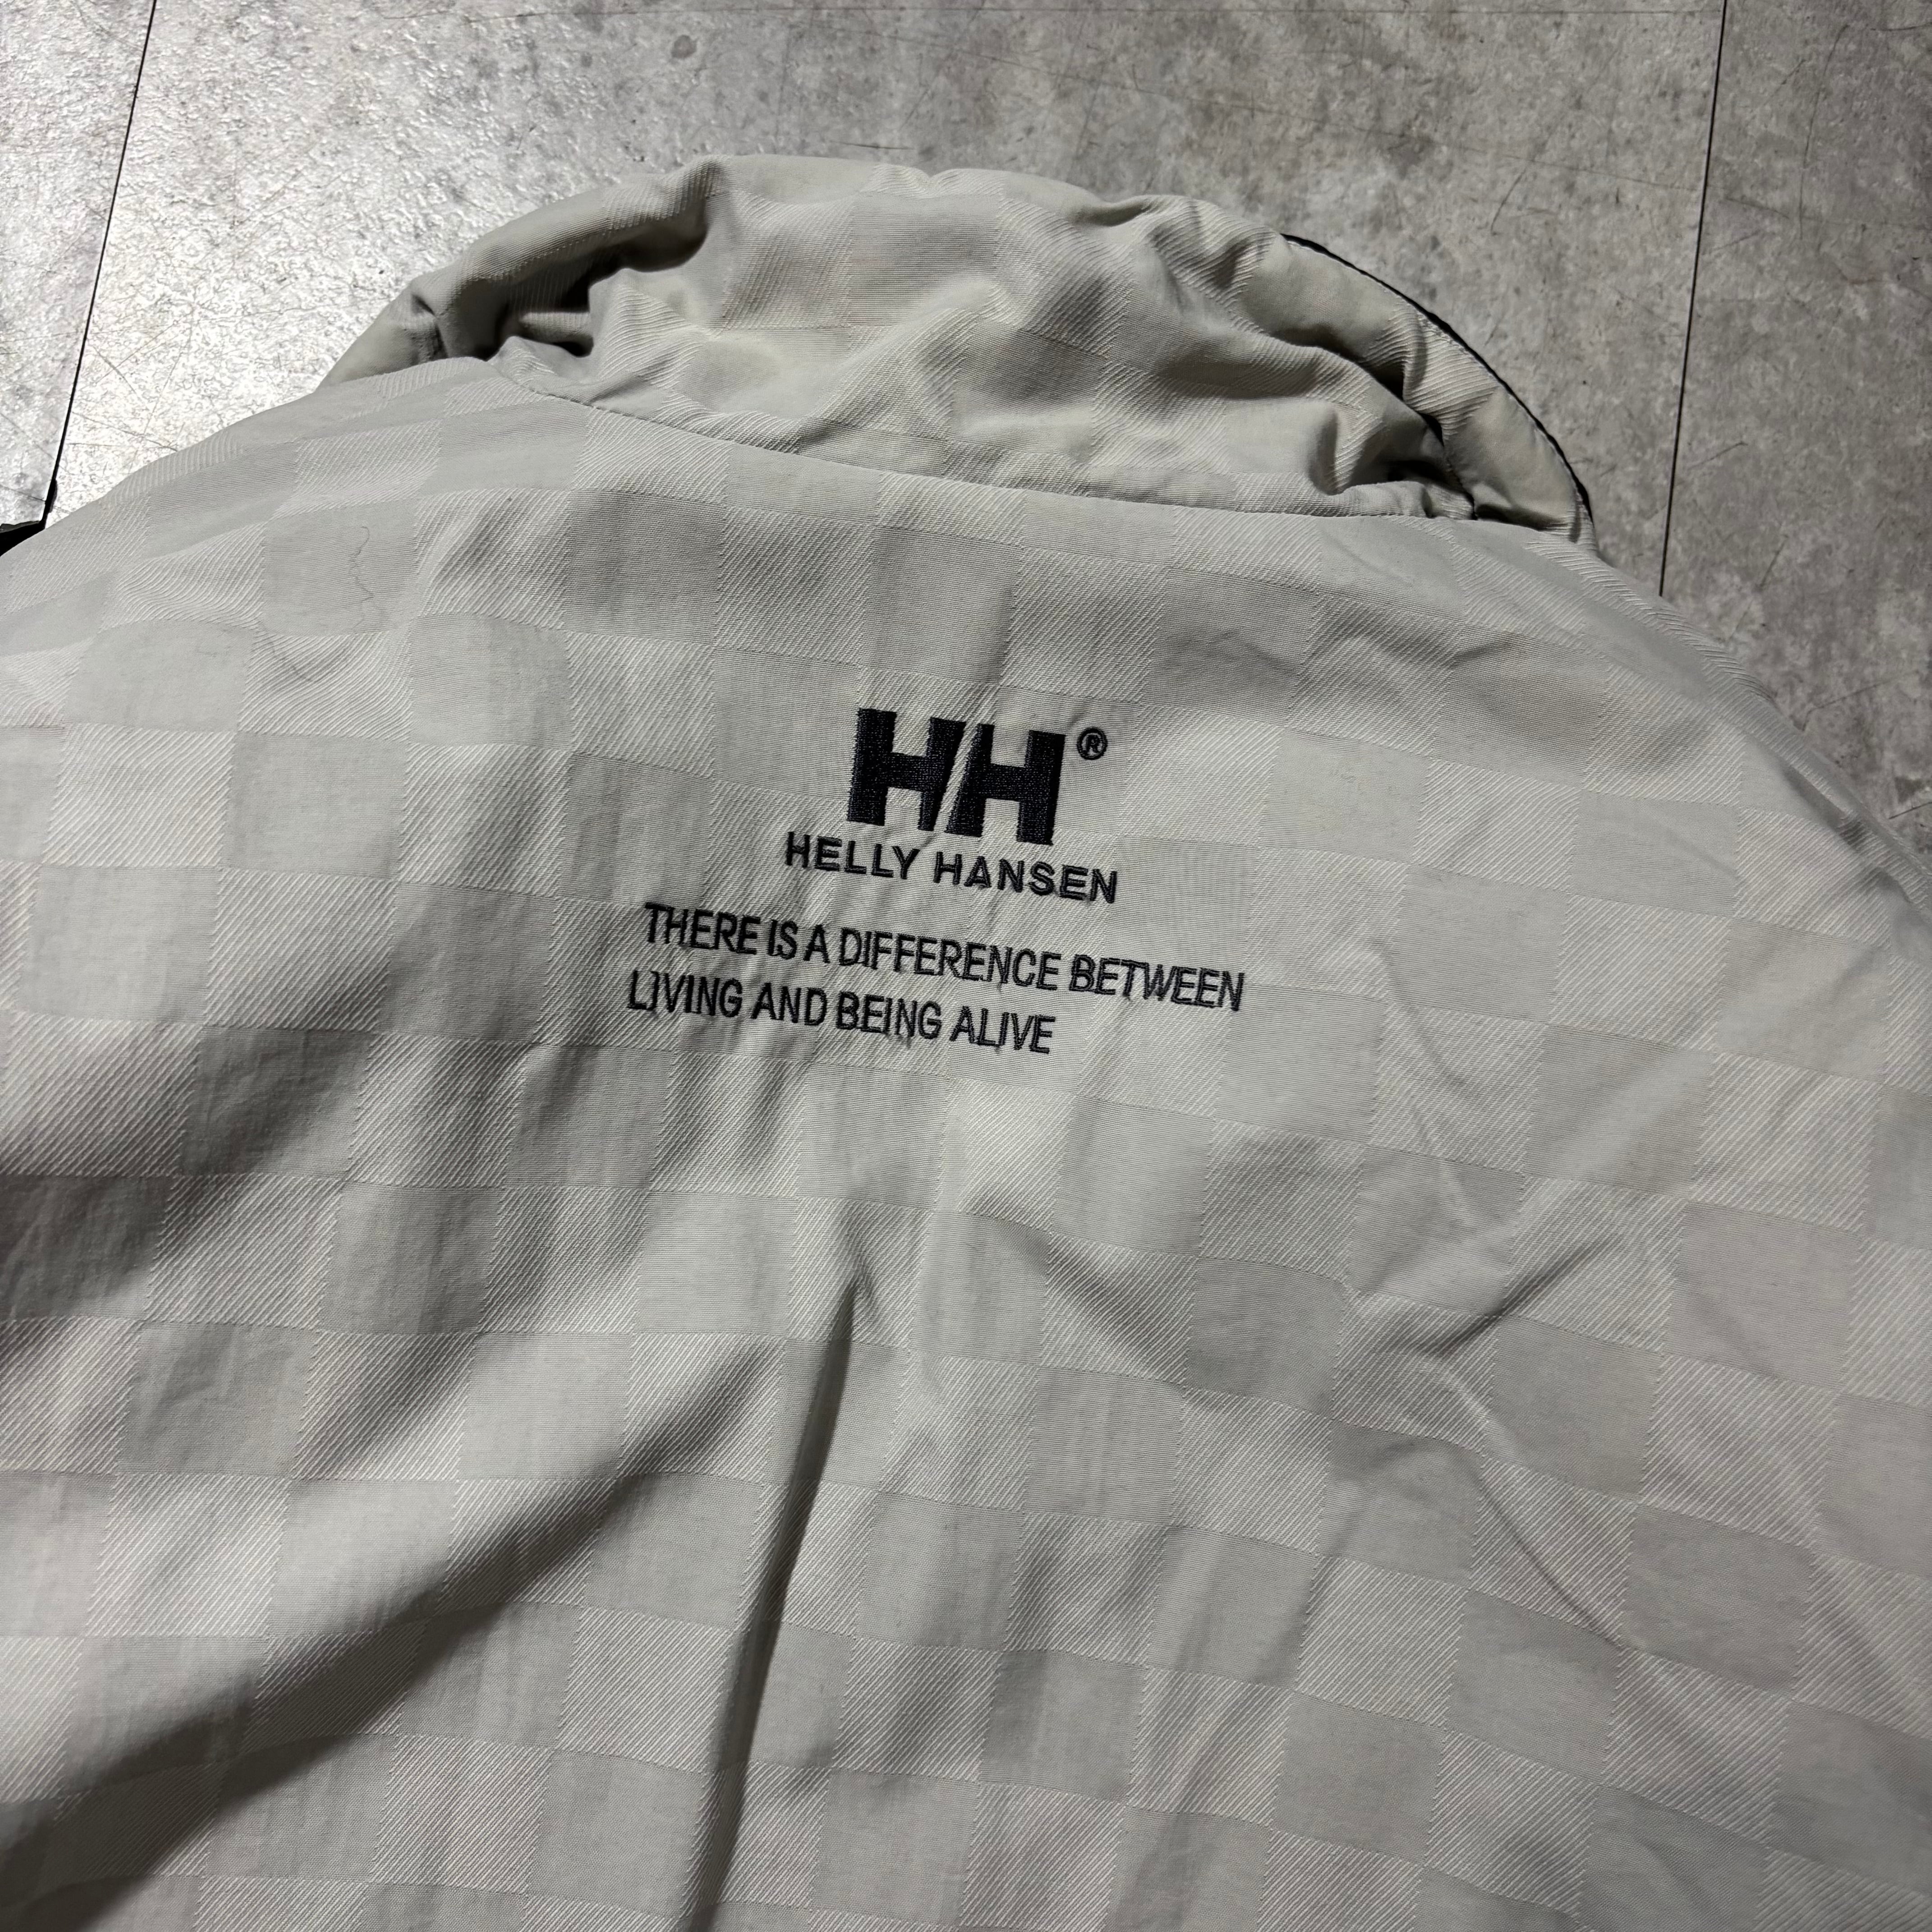 HH®
HELLY HANSEN
THERE IS A DIFFERENCE BETWEEN
LIVING AND BEING ALIVE